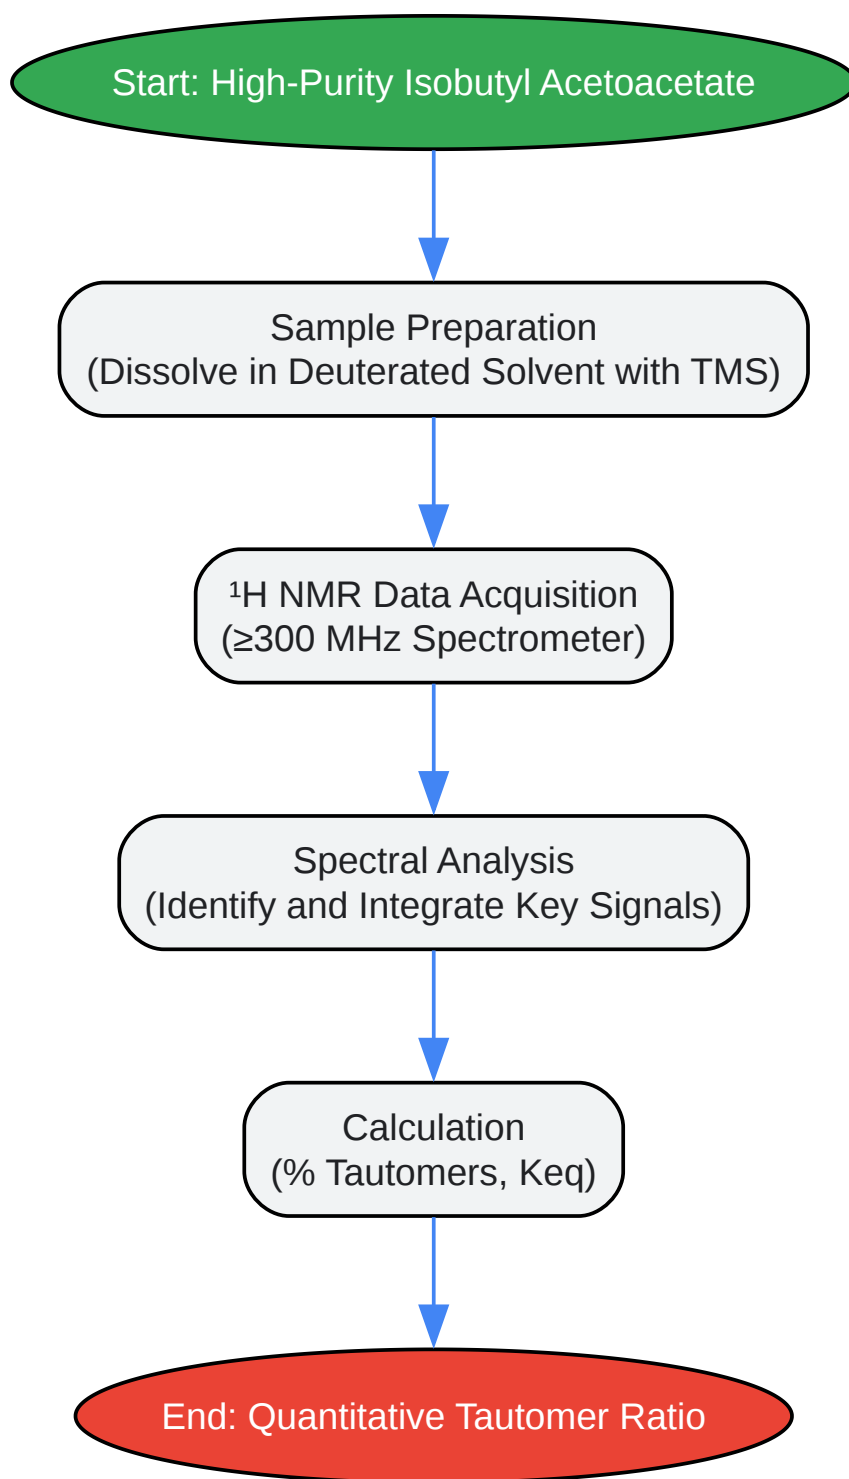 Start: High-Purity Isobutyl Acetoacetate
Sample Preparation
(Dissolve in Deuterated Solvent with TMS)
¹H NMR Data Acquisition
(≥300 MHz Spectrometer)
Spectral Analysis
(Identify and Integrate Key Signals)
Calculation
(% Tautomers, Keq)
End: Quantitative Tautomer Ratio